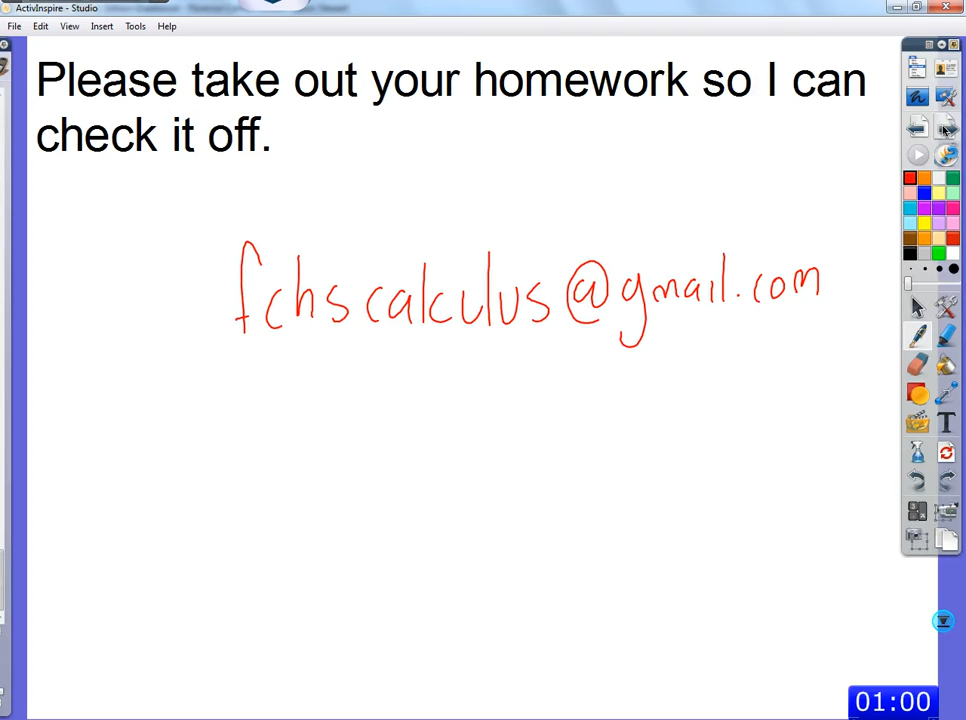 ActivInspire - Studio
File Edit View Insert Tools Help
Please take out your homework so I can
check it off.
fchscalculus@gmail.com
01:00